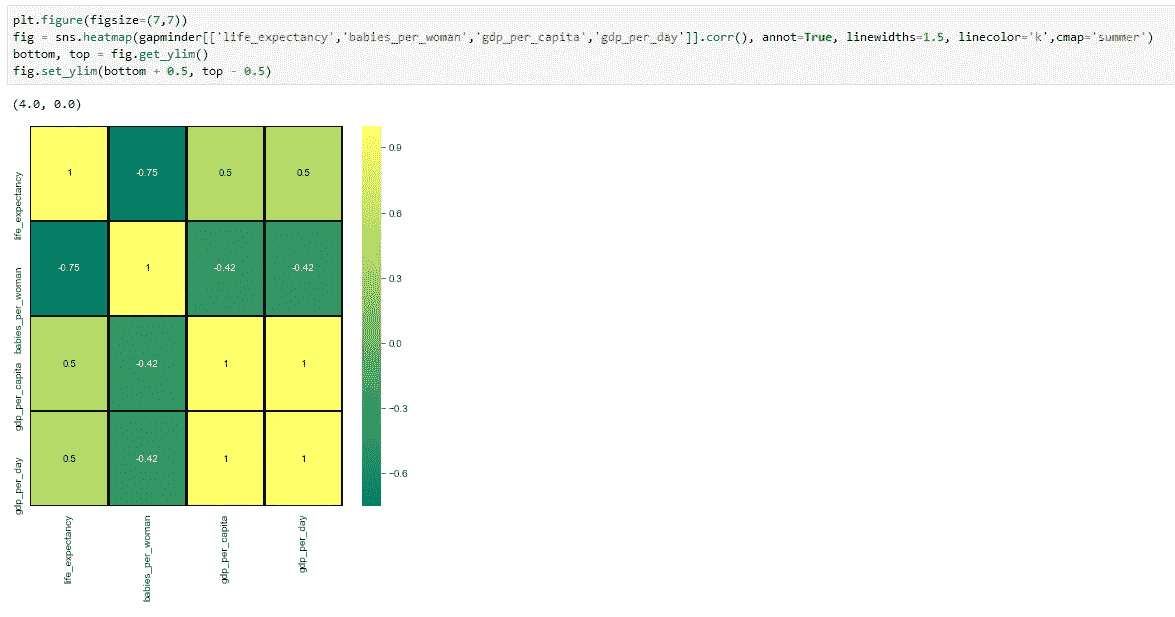 plt.figure(figsize=(7,7))
fig = sns.heatmap(gapminder[['life_expectancy','babies_per_woman','gdp_per_capita','gdp_per_day']].corr(), annot=True, linewidths=1.5, linecolor='k',cmap='summer')
bottom, top = fig.get_ylim()
fig.set_ylim(bottom + 0.5, top - 0.5)
(4.0, 0.0)
life_expectancy
1
-0.75
0.5
0.5
babies_per_woman
-0.75
1
-0.42
-0.42
gdp_per_capita
0.5
-0.42
1
1
gdp_per_day
0.5
-0.42
1
1
life_expectancy
babies_per_woman
gdp_per_capita
gdp_per_day
0.9
0.6
0.3
0.0
−0.3
−0.6